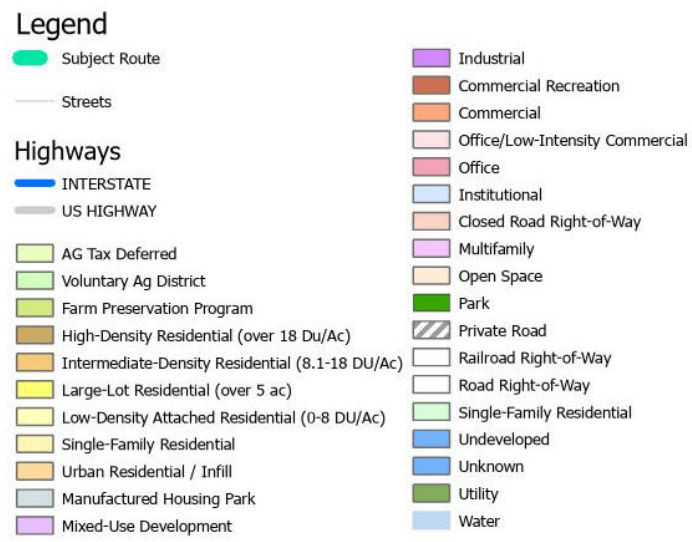 Legend
Subject Route
Streets
Highways
INTERSTATE
US HIGHWAY
AG Tax Deferred
Voluntary Ag District
Farm Preservation Program
High-Density Residential (over 18 Du/Ac)
Intermediate-Density Residential (8.1-18 DU/Ac)
Large-Lot Residential (over 5 ac)
Low-Density Attached Residential (0-8 DU/Ac)
Single-Family Residential
Urban Residential / Infill
Manufactured Housing Park
Mixed-Use Development
Industrial
Commercial Recreation
Commercial
Office/Low-Intensity Commercial
Office
Institutional
Closed Road Right-of-Way
Multifamily
Open Space
Park
Private Road
Railroad Right-of-Way
Road Right-of-Way
Single-Family Residential
Undeveloped
Unknown
Utility
Water